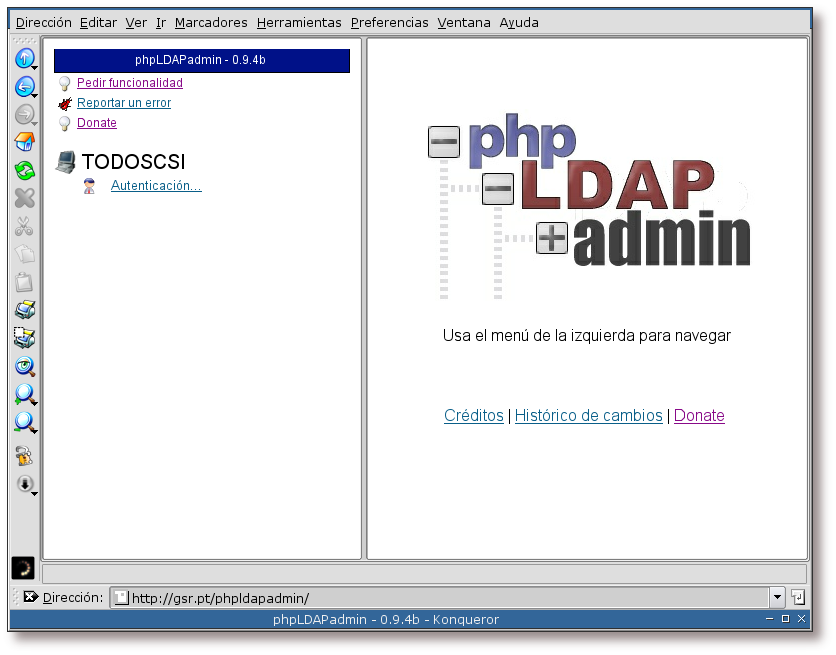 Dirección Editar Ver Ir Marcadores Herramientas Preferencias Ventana Ayuda
phpLDAPadmin - 0.9.4b
Pedir funcionalidad
Reportar un error
Donate
TODOSCSI
Autenticación...
php
LDAP
admin
Usa el menú de la izquierda para navegar
Créditos | Histórico de cambios | Donate
Dirección: http://gsr.pt/phpldapadmin/
phpLDAPadmin - 0.9.4b - Konqueror